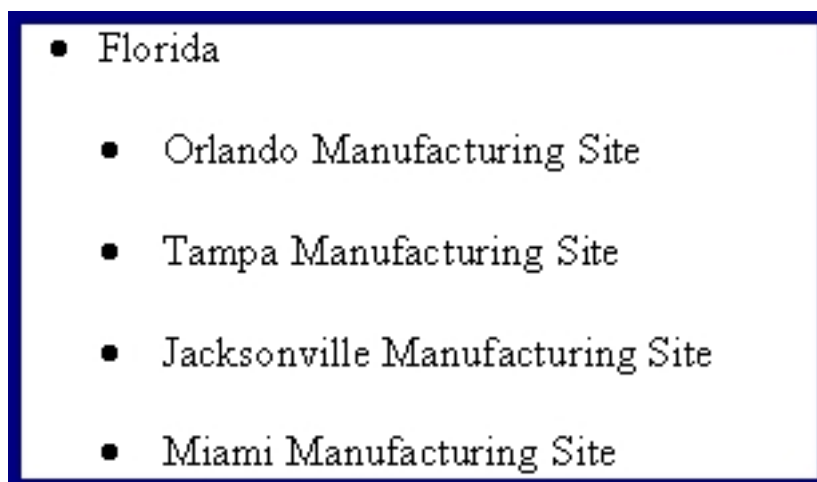 • Florida
• Orlando Manufacturing Site
• Tampa Manufacturing Site
• Jacksonville Manufacturing Site
• Miami Manufacturing Site